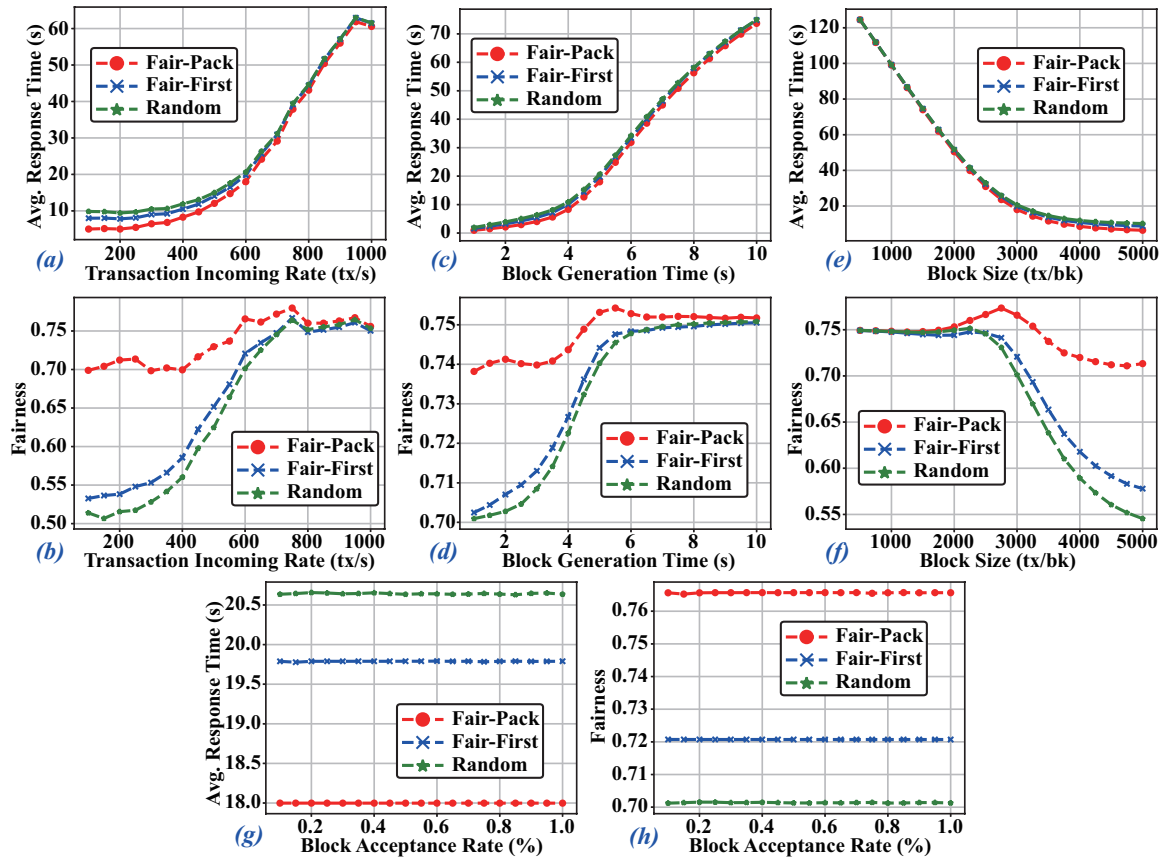 Avg. Response Time (s)
60
50
40
30
20
10
Fair-Pack
Fair-First
Random
200 400 600 800 1000
(a)
Transaction Incoming Rate (tx/s)
Avg. Response Time (s)
70
60
50
40
30
20
10
0
Fair-Pack
Fair-First
Random
2 4 6 8 10
(c)
Block Generation Time (s)
Avg. Response Time (s)
120
100
80
60
40
20
Fair-Pack
Fair-First
Random
1000 2000 3000 4000 5000
(e)
Block Size (tx/bk)
Fairness
0.75
0.70
0.65
0.60
0.55
0.50
Fair-Pack
Fair-First
Random
200 400 600 800 1000
(b)
Transaction Incoming Rate (tx/s)
Fairness
0.75
0.74
0.73
0.72
0.71
0.70
Fair-Pack
Fair-First
Random
2 4 6 8 10
(d)
Block Generation Time (s)
Fairness
0.75
0.70
0.65
0.60
0.55
Fair-Pack
Fair-First
Random
1000 2000 3000 4000 5000
(f)
Block Size (tx/bk)
Avg. Response Time (s)
20.5
20.0
19.5
19.0
18.5
18.0
Fair-Pack
Fair-First
Random
0.2 0.4 0.6 0.8 1.0
(g)
Block Acceptance Rate (%)
Fairness
0.76
0.75
0.74
0.73
0.72
0.71
0.70
Fair-Pack
Fair-First
Random
0.2 0.4 0.6 0.8 1.0
(h)
Block Acceptance Rate (%)